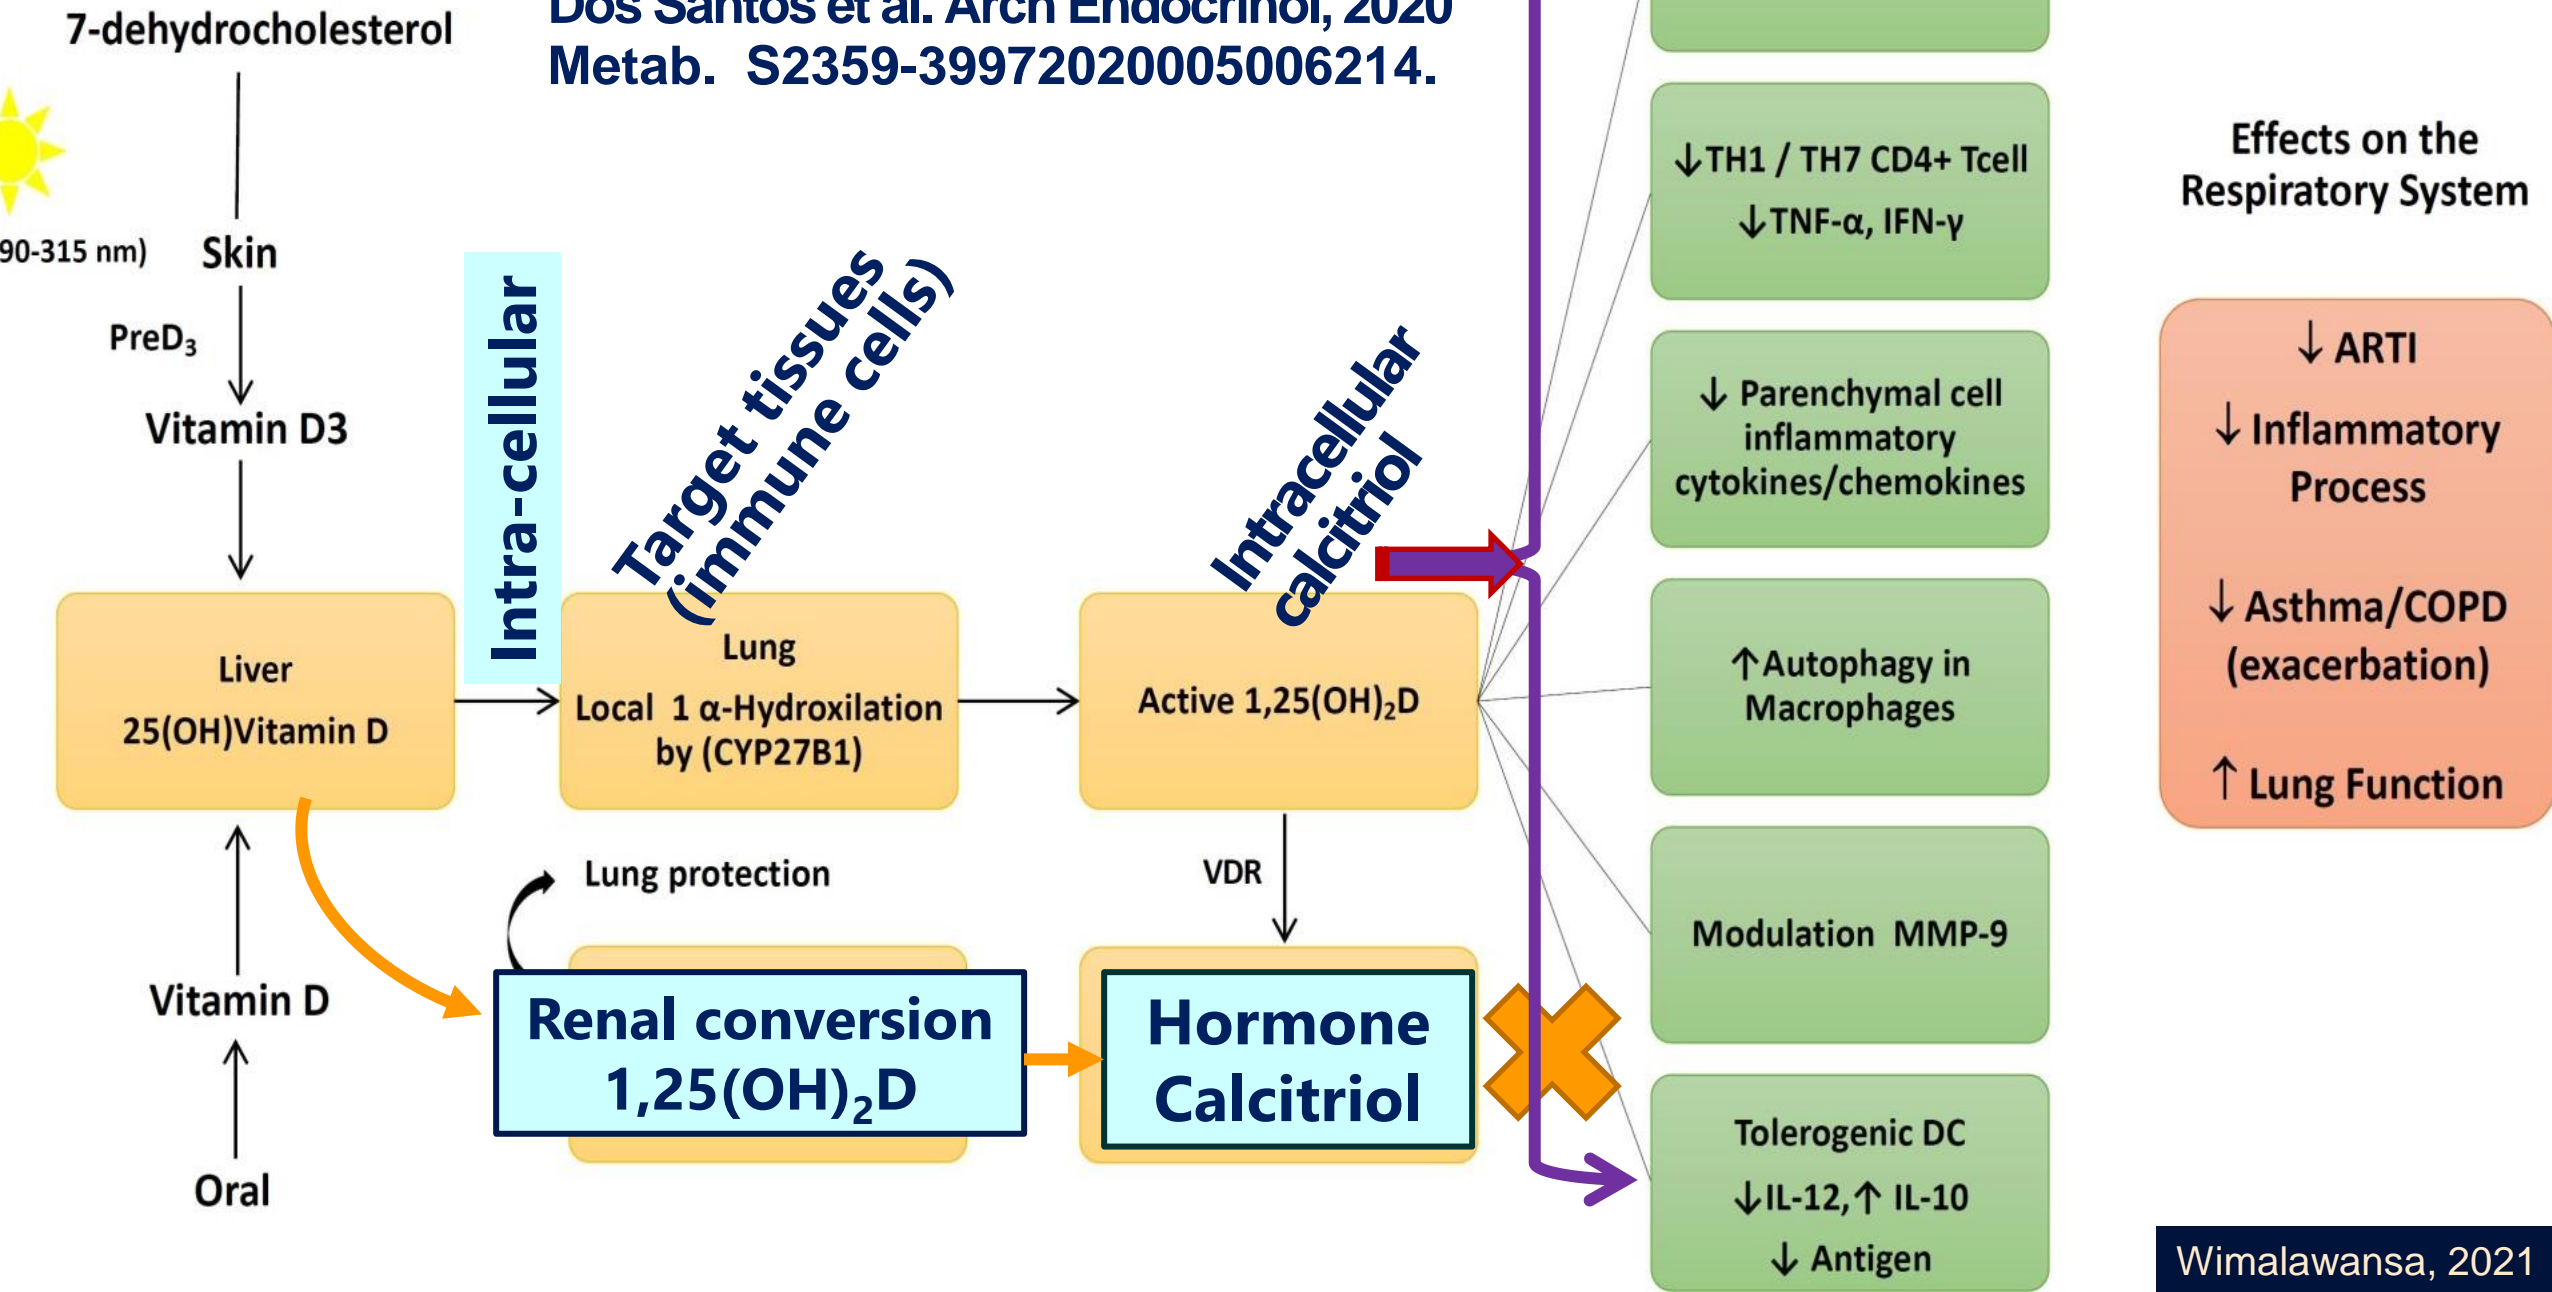 7-dehydrocholesterol
Dos Santos et al. Arch Endocrinol, 2020
Metab. S2359-39972020005006214.
90-315 nm)
Skin
PreD₃
Vitamin D3
Intra-cellular
Target tissues
(immune cells)
Intracellular
calcitriol
Liver
25(OH)Vitamin D
Lung
Local 1 α-Hydroxilation
by (CYP27B1)
Active 1,25(OH)₂D
Lung protection
VDR
Vitamin D
Oral
Renal conversion
1,25(OH)₂D
Hormone
Calcitriol
↓TH1 / TH7 CD4+ Tcell
↓TNF-α, IFN-γ
↓ Parenchymal cell
inflammatory
cytokines/chemokines
↑Autophagy in
Macrophages
Modulation MMP-9
Tolerogenic DC
↓IL-12,↑ IL-10
↓ Antigen
Effects on the
Respiratory System
↓ ARTI
↓ Inflammatory
Process
↓ Asthma/COPD
(exacerbation)
↑ Lung Function
Wimalawansa, 2021